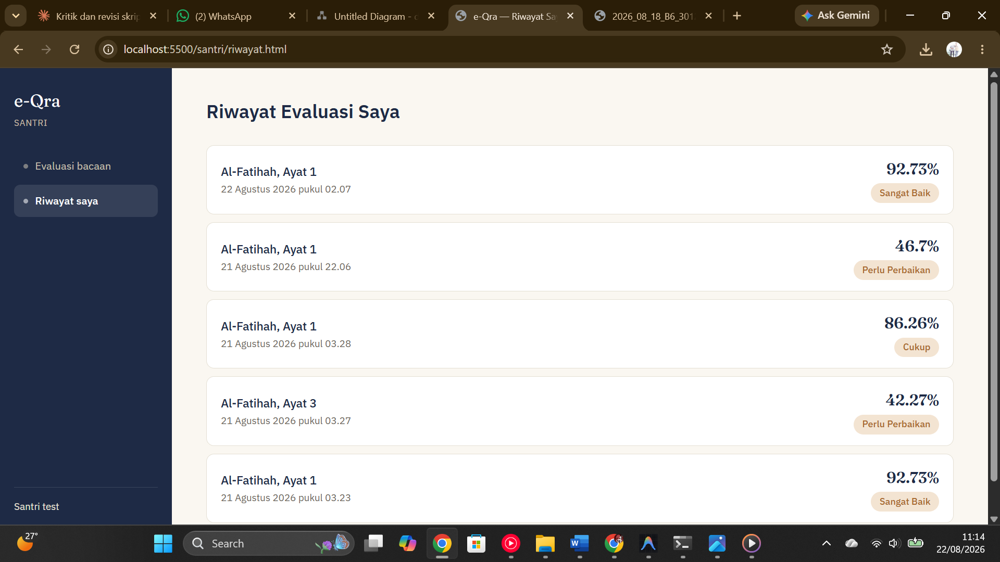 Kritik dan revisi skrip
(2) WhatsApp
Untitled Diagram -
e-Qra — Riwayat Sa
2026_08_18_B6_301
Ask Gemini
localhost:5500/santri/riwayat.html
e-Qra
SANTRI
Evaluasi bacaan
Riwayat saya
Santri test
Riwayat Evaluasi Saya
Al-Fatihah, Ayat 1
22 Agustus 2026 pukul 02.07
92.73%
Sangat Baik
Al-Fatihah, Ayat 1
21 Agustus 2026 pukul 22.06
46.7%
Perlu Perbaikan
Al-Fatihah, Ayat 1
21 Agustus 2026 pukul 03.28
86.26%
Cukup
Al-Fatihah, Ayat 3
21 Agustus 2026 pukul 03.27
42.27%
Perlu Perbaikan
Al-Fatihah, Ayat 1
21 Agustus 2026 pukul 03.23
92.73%
Sangat Baik
27°
Search
11:14
22/08/2026